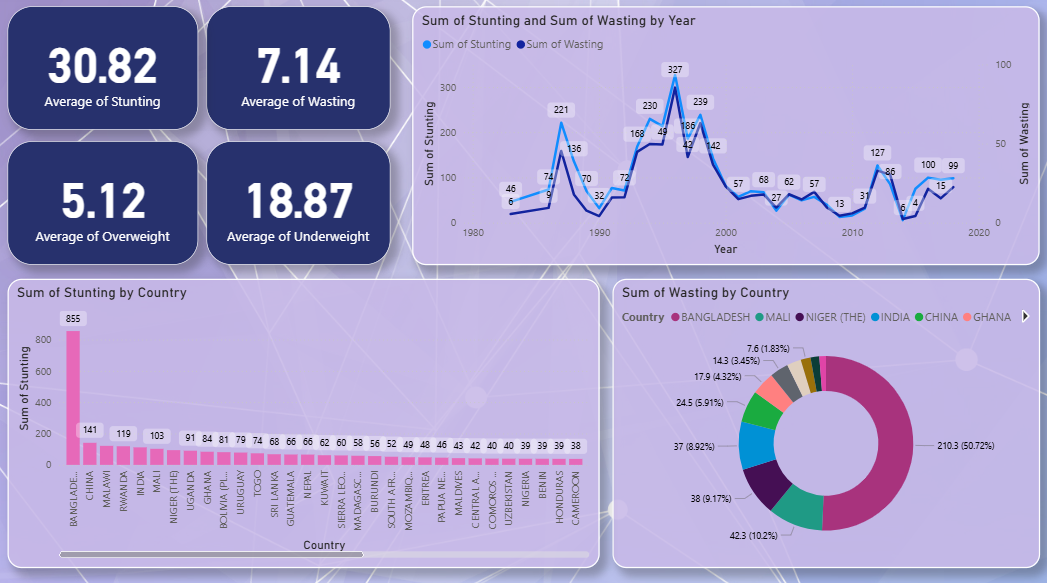 30.82
Average of Stunting
7.14
Average of Wasting
5.12
Average of Overweight
18.87
Average of Underweight
Sum of Stunting and Sum of Wasting by Year
Sum of Stunting Sum of Wasting
Sum of Stunting
300
200
100
0
46
6
74
9
221
136
70
32
72
168
230
49
327
186
42
239
142
57
68
27
62
57
13
31
127
86
6
4
100
15
99
100
50
0
Sum of Wasting
1980 1990 2000 2010 2020
Year
Sum of Stunting by Country
Sum of Stunting
800
600
400
200
0
855 141 119 103 91 84 81 79 74 68 66 66 62 60 58 56 52 49 48 46 43 42 40 40 39 39 39 38
BANGLADE...
CHINA
MALAWI
RWANDA
INDIA
MALI
NIGER (THE)
UGANDA
GHANA
BOLIVIA (PL...
URUGUAY
TOGO
SRI LANKA
GUATEMALA
NEPAL
KUWAIT
SIERRA LEO...
MADAGASC...
BURUNDI
SOUTH AFR...
MOZAMBIQ...
ERITREA
PAPUA NE...
MALDIVES
CENTRAL A...
COMOROS ...
UZBEKISTAN
NIGERIA
BENIN
HONDURAS
CAMEROON
Country
Sum of Wasting by Country
Country BANGLADESH MALI NIGER (THE) INDIA CHINA GHANA
7.6 (1.83%)
14.3 (3.45%)
17.9 (4.32%)
24.5 (5.91%)
37 (8.92%)
38 (9.17%)
42.3 (10.2%)
210.3 (50.72%)